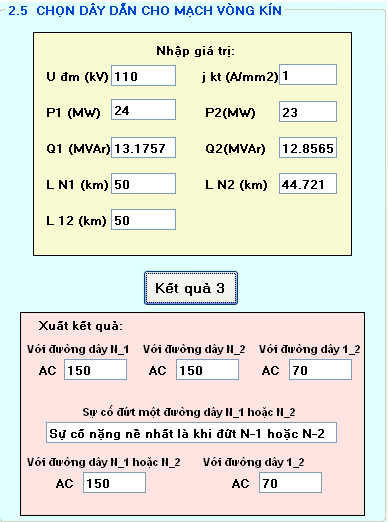 2.5 CHỌN DÂY DẪN CHO MẠCH VÒNG KÍN
Nhập giá trị:
U đm (kV) 110 j kt (A/mm2) 1
P1 (MW) 24 P2(MW) 23
Q1 (MVAr) 13.1757 Q2(MVAr) 12.8565
L N1 (km) 50 L N2 (km) 44.721
L 12 (km) 50
Kết quả 3
Xuất kết quả:
Với đường dây N_1 Với đường dây N_2 Với đường dây 1_2
AC 150 AC 150 AC 70
Sự cố đứt một đường dây N_1 hoặc N_2
Sự cố nặng nề nhất là khi đứt N-1 hoặc N-2
Với đường dây N_1 hoặc N_2 Với đường dây 1_2
AC 150 AC 70